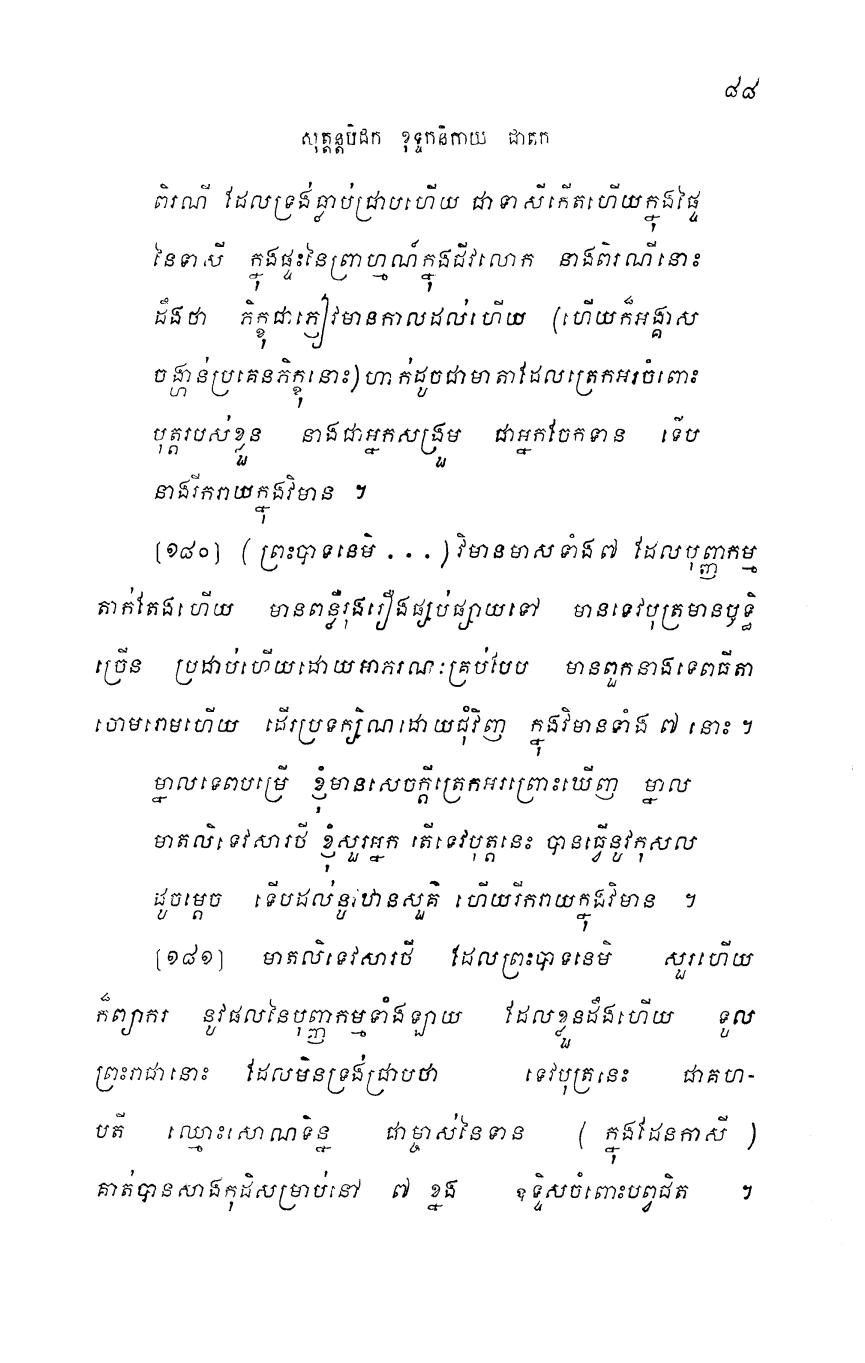 ៨៨
សុត្តន្តបិដក ខុទ្ទកនិកាយ ជាតក
ពិរណី ដែលទ្រង់ធ្លាប់ជ្រាបហើយ ជាទាសីកើតហើយក្នុងផ្ទៃ
នៃទាសី ក្នុងផ្ទះនៃព្រាហ្មណ៍ក្នុងជីវលោក នាងពិរណីនោះ
ដឹងថា ភិក្ខុជាភ្ញៀវមានកាលដល់ហើយ (ហើយក៏អង្គាស
ចង្ហាន់ប្រគេនភិក្ខុនោះ) ហាក់ដូចជាមាតាដែលត្រេកអរចំពោះ
បុត្តរបស់ខ្លួន នាងជាអ្នកសង្រួម ជាអ្នកចែកទាន ទើប
នាងរីករាយក្នុងវិមាន ។
[១៨០] (ព្រះបាទនេមិ . . .) វិមានមាសទាំង៧ ដែលបុញ្ញកម្ម
តាក់តែងហើយ មានពន្លឺរុងរឿងផ្សប់ផ្សាយទៅ មានទេវបុត្រមានឫទ្ធិ
ច្រើន ប្រដាប់ហើយដោយអាភរណៈគ្រប់បែប មានពួកនាងទេពធីតា
ចោមរោមហើយ ដើរប្រទក្សិណដោយជុំវិញ ក្នុងវិមានទាំង ៧ នោះ ។
ម្នាលទេពបម្រើ ខ្ញុំមានសេចក្តីត្រេកអរព្រោះឃើញ ម្នាល
មាតលិទេវសារថី ខ្ញុំសួរអ្នក តើទេវបុត្តនេះ បានធ្វើនូវកុសល
ដូចម្តេច ទើបដល់នូវឋានសួគ៌ ហើយរីករាយក្នុងវិមាន ។
[១៨១] មាតលិទេវសារថី ដែលព្រះបាទនេមិ សួរហើយ
ក៏ព្យាករ នូវផលនៃបុញ្ញកម្មទាំងឡាយ ដែលខ្លួនដឹងហើយ ទូល
ព្រះរាជានោះ ដែលមិនទ្រង់ជ្រាបថា ទេវបុត្រនេះ ជាគហ-
បតី ឈ្មោះសោណទិន្ន ជាម្ចាស់នៃទាន ( ក្នុងដែនកាសី )
គាត់បានសាងកុដិសម្រាប់នៅ ៧ ខ្នង ឧទ្ទិសចំពោះបព្វជិត ។